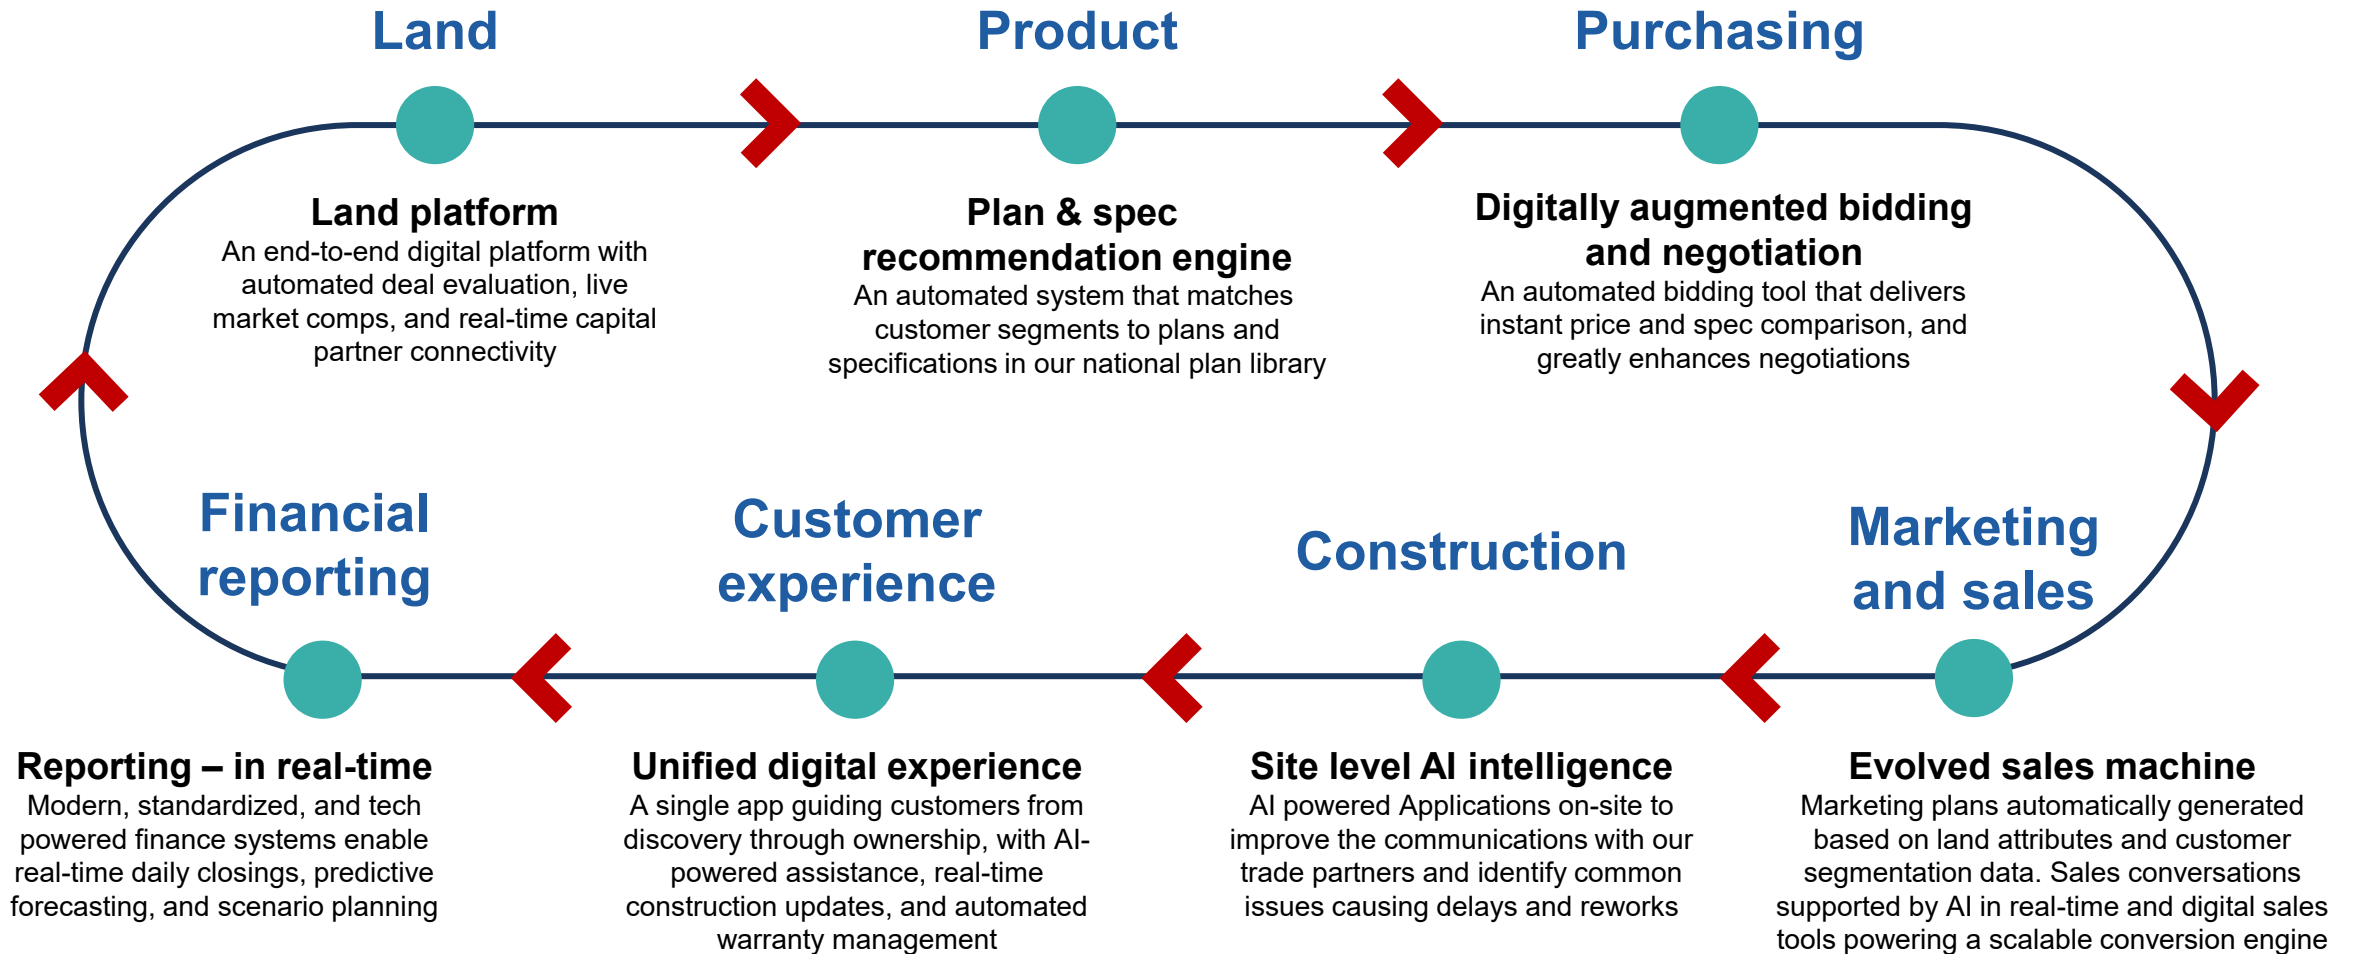 Land
Product
Purchasing
Land platform
An end-to-end digital platform with
automated deal evaluation, live
market comps, and real-time capital
partner connectivity
Plan & spec
recommendation engine
An automated system that matches
customer segments to plans and
specifications in our national plan library
Digitally augmented bidding
and negotiation
An automated bidding tool that delivers
instant price and spec comparison, and
greatly enhances negotiations
Financial
reporting
Customer
experience
Construction
Marketing
and sales
Reporting – in real-time
Modern, standardized, and tech
powered finance systems enable
real-time daily closings, predictive
forecasting, and scenario planning
Unified digital experience
A single app guiding customers from
discovery through ownership, with AI-
powered assistance, real-time
construction updates, and automated
warranty management
Site level AI intelligence
AI powered Applications on-site to
improve the communications with our
trade partners and identify common
issues causing delays and reworks
Evolved sales machine
Marketing plans automatically generated
based on land attributes and customer
segmentation data. Sales conversations
supported by AI in real-time and digital sales
tools powering a scalable conversion engine